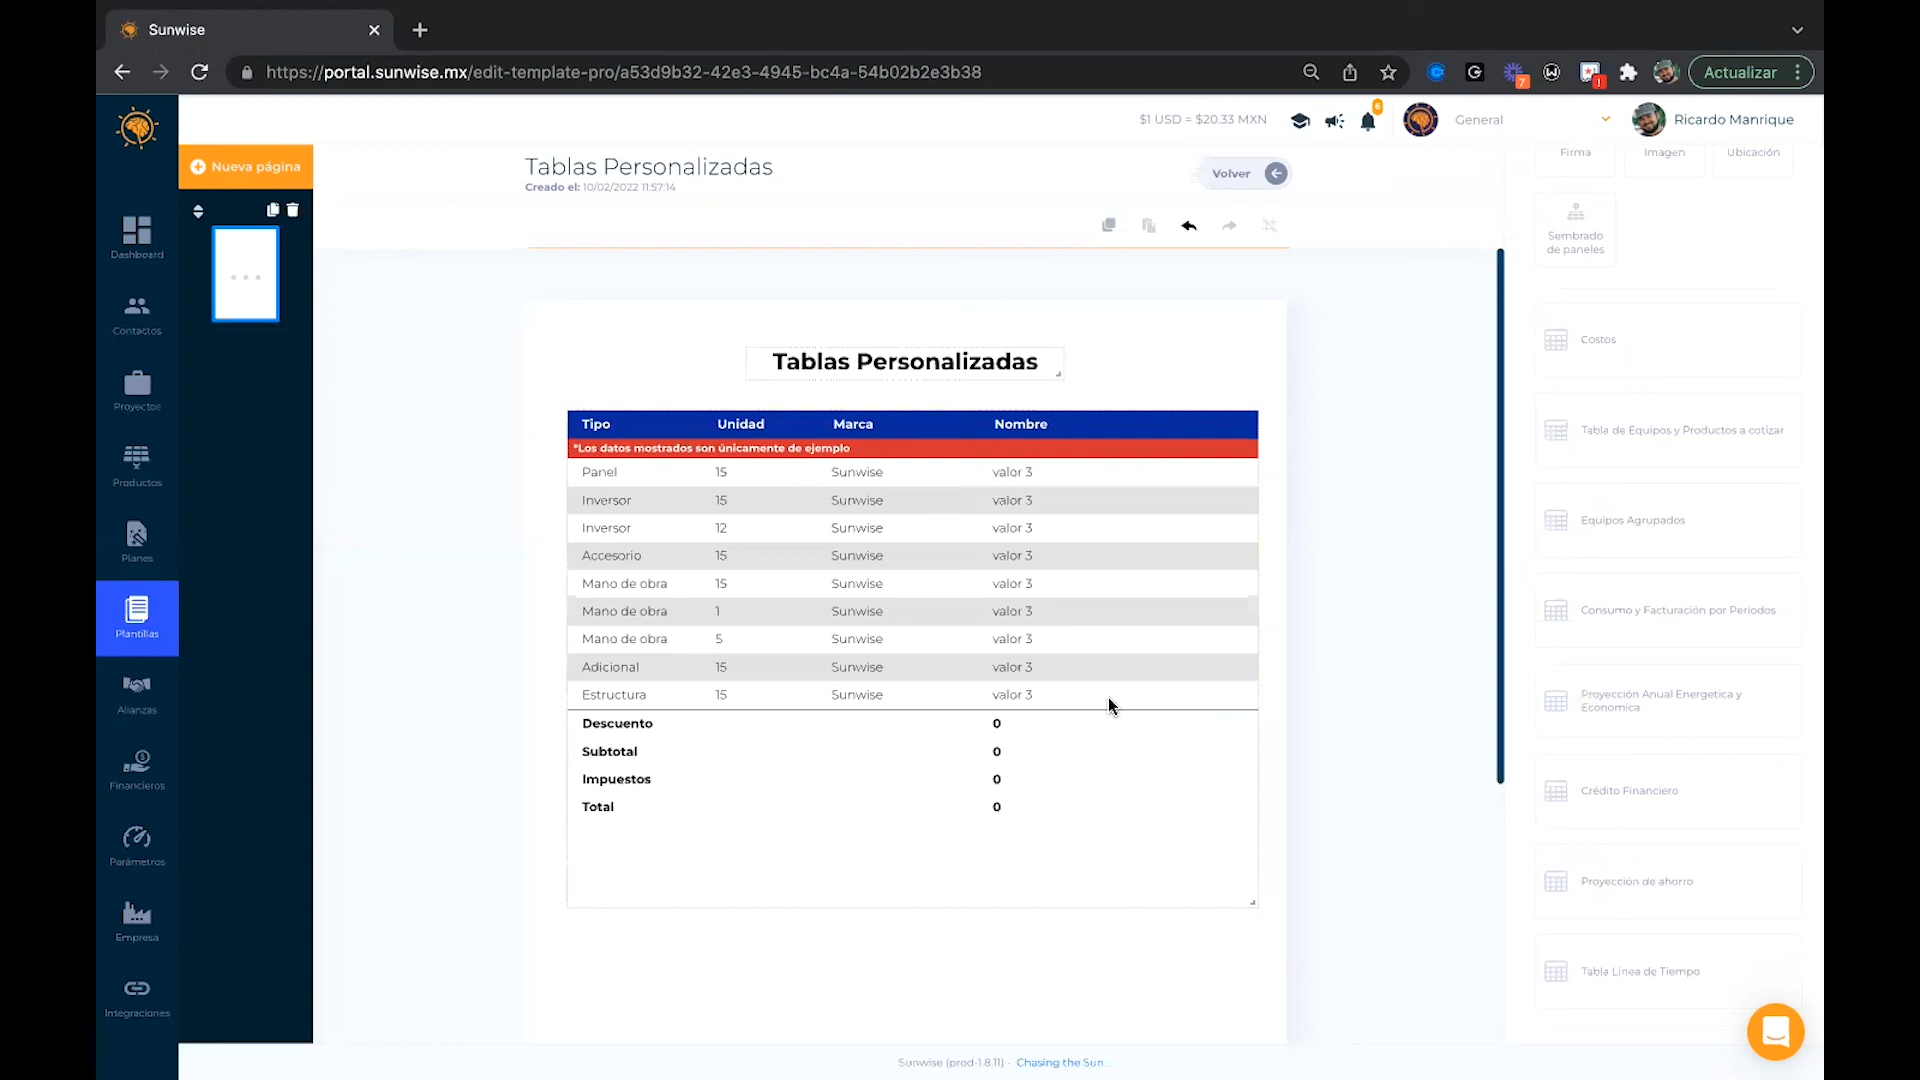 Sunwise
https://portal.sunwise.mx/edit-template-pro/a53d9b32-42e3-4945-bc4a-54b02b2e3b38
7
Actualizar
$1 USD = $20.33 MXN
6
General
Ricardo Manrique
Nueva página
Tablas Personalizadas
Creado el: 10/02/2022 11:57:14
Volver
Firma
Imagen
Ubicación
Sembrado
de paneles
Dashboard
Contactos
Proyectos
Productos
Planes
Plantillas
Alianzas
Financieros
Parámetros
Empresa
Integraciones
Tablas Personalizadas
Tipo Unidad Marca Nombre
*Los datos mostrados son únicamente de ejemplo
Panel 15 Sunwise valor 3
Inversor 15 Sunwise valor 3
Inversor 12 Sunwise valor 3
Accesorio 15 Sunwise valor 3
Mano de obra 15 Sunwise valor 3
Mano de obra 1 Sunwise valor 3
Mano de obra 5 Sunwise valor 3
Adicional 15 Sunwise valor 3
Estructura 15 Sunwise valor 3
Descuento 0
Subtotal 0
Impuestos 0
Total 0
Costos
Tabla de Equipos y Productos a cotizar
Equipos Agrupados
Consumo y Facturación por Periodos
Proyección Anual Energetica y
Economica
Crédito Financiero
Proyección de ahorro
Tabla Linea de Tiempo
Sunwise (prod-1.8.11) - Chasing the Sun...